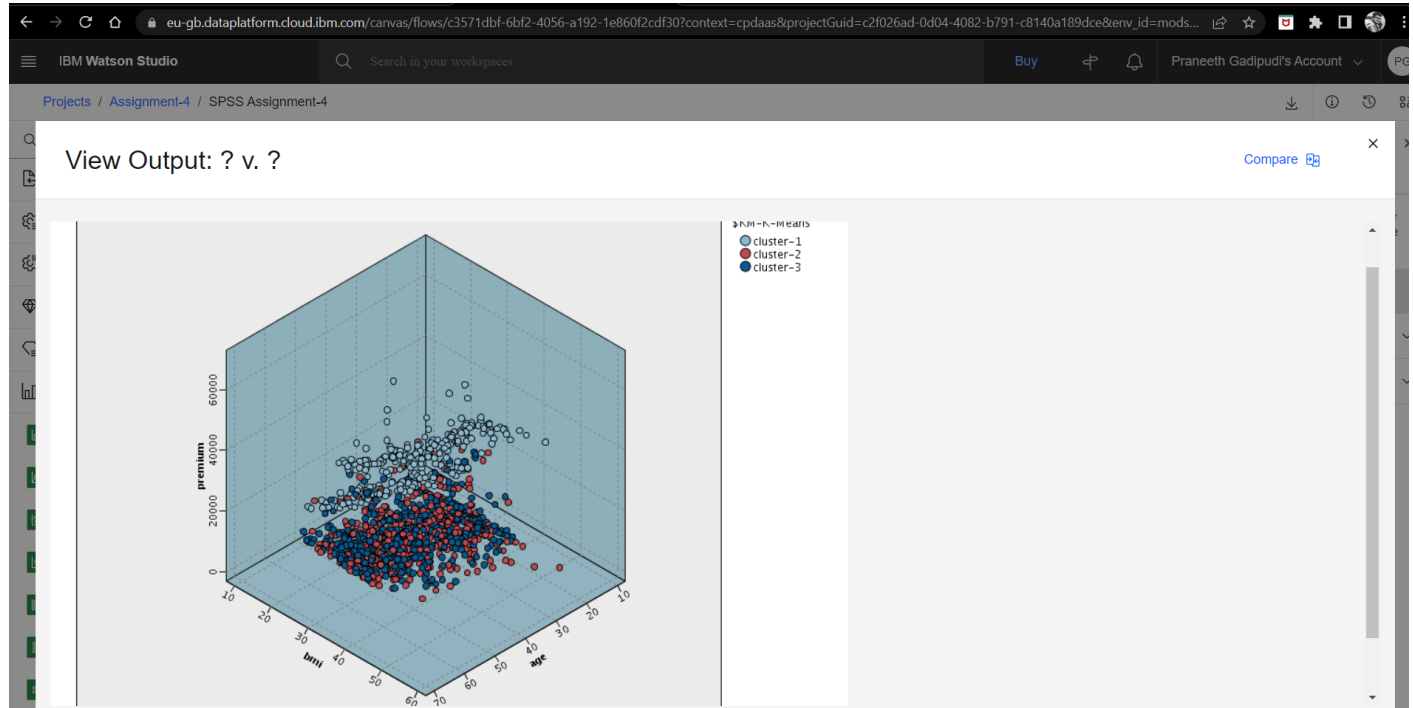 eu-gb.dataplatform.cloud.ibm.com/canvas/flows/c3571dbf-6bf2-4056-a192-1e860f2cdf30?context=cpdaas&projectGuid=c2f026ad-0d04-4082-b791-c8140a189dce&env_id=mods...
IBM Watson Studio
Search in your workspaces
Buy
Praneeth Gadipudi's Account
PG
Projects / Assignment-4 / SPSS Assignment-4
View Output: ? v. ?
Compare
$KM-K-Means
cluster-1
cluster-2
cluster-3
premium
60000
40000
20000
0
10
20
30
40
50
60
bmi
70
60
50
40
30
20
10
age